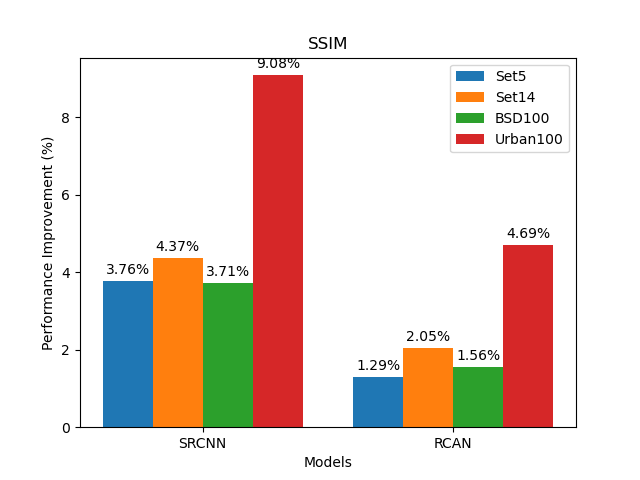 SSIM
Performance Improvement (%)
8
6
4
2
0
9.08%
4.37%
3.76%
3.71%
4.69%
2.05%
1.56%
1.29%
Set5
Set14
BSD100
Urban100
SRCNN
RCAN
Models